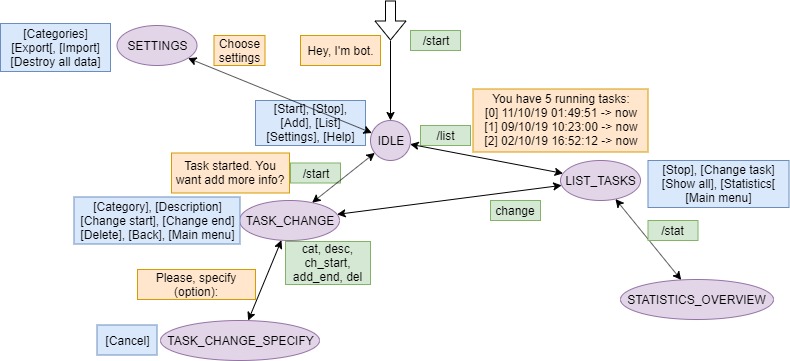 [Categories]
[Export[, [Import]
[Destroy all data]
SETTINGS
Choose
settings
Hey, I'm bot.
/start
[Start], [Stop],
[Add], [List]
[Settings], [Help]
IDLE
/list
You have 5 running tasks:
[0] 11/10/19 01:49:51 -> now
[1] 09/10/19 10:23:00 -> now
[2] 02/10/19 16:52:12 -> now
Task started. You
want add more info?
/start
LIST_TASKS
[Stop], [Change task]
[Show all], [Statistics[
[Main menu]
[Category], [Description]
[Change start], [Change end]
[Delete], [Back], [Main menu]
TASK_CHANGE
change
/stat
cat, desc,
ch_start,
add_end, del
Please, specify
(option):
STATISTICS_OVERVIEW
[Cancel]
TASK_CHANGE_SPECIFY